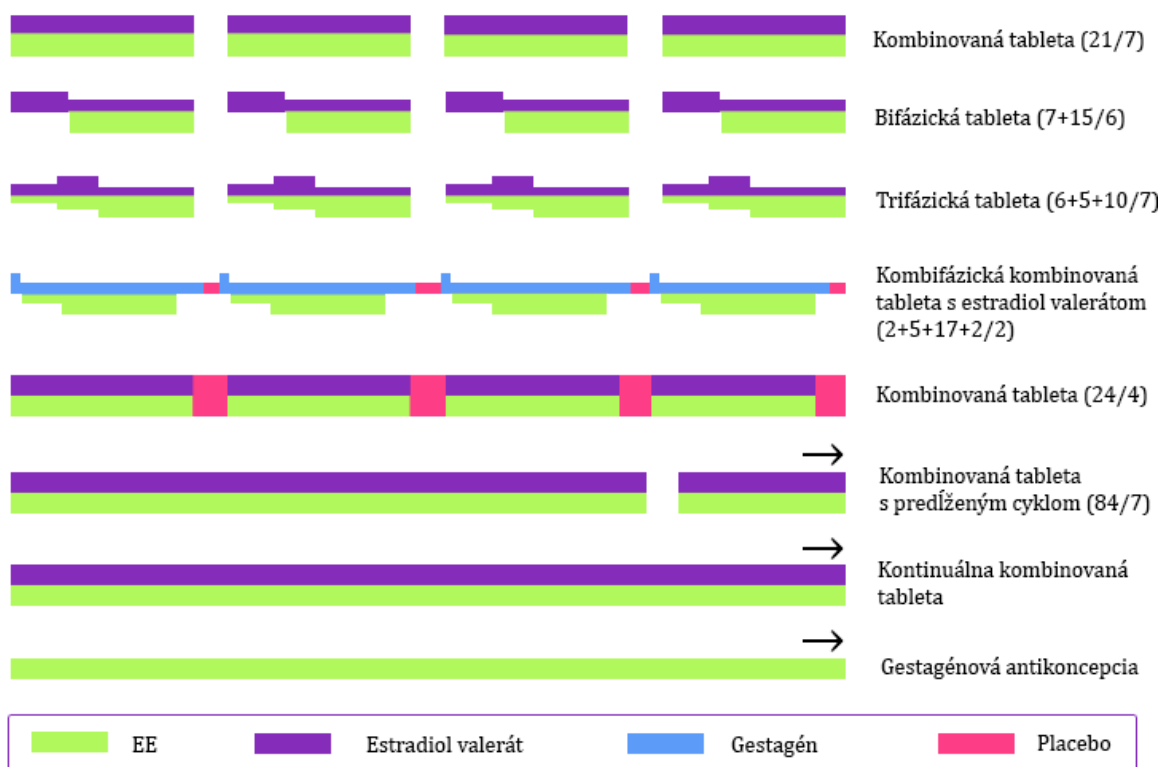 Kombinovaná tableta (21/7)
Bifázická tableta (7+15/6)
Trifázická tableta (6+5+10/7)
Kombifázická kombinovaná
tableta s estradiol valerátom
(2+5+17+2/2)
Kombinovaná tableta (24/4)
Kombinovaná tableta
s predĺženým cyklom (84/7)
Kontinuálna kombinovaná
tableta
Gestagénová antikoncepcia
EE Estradiol valerát Gestagén Placebo